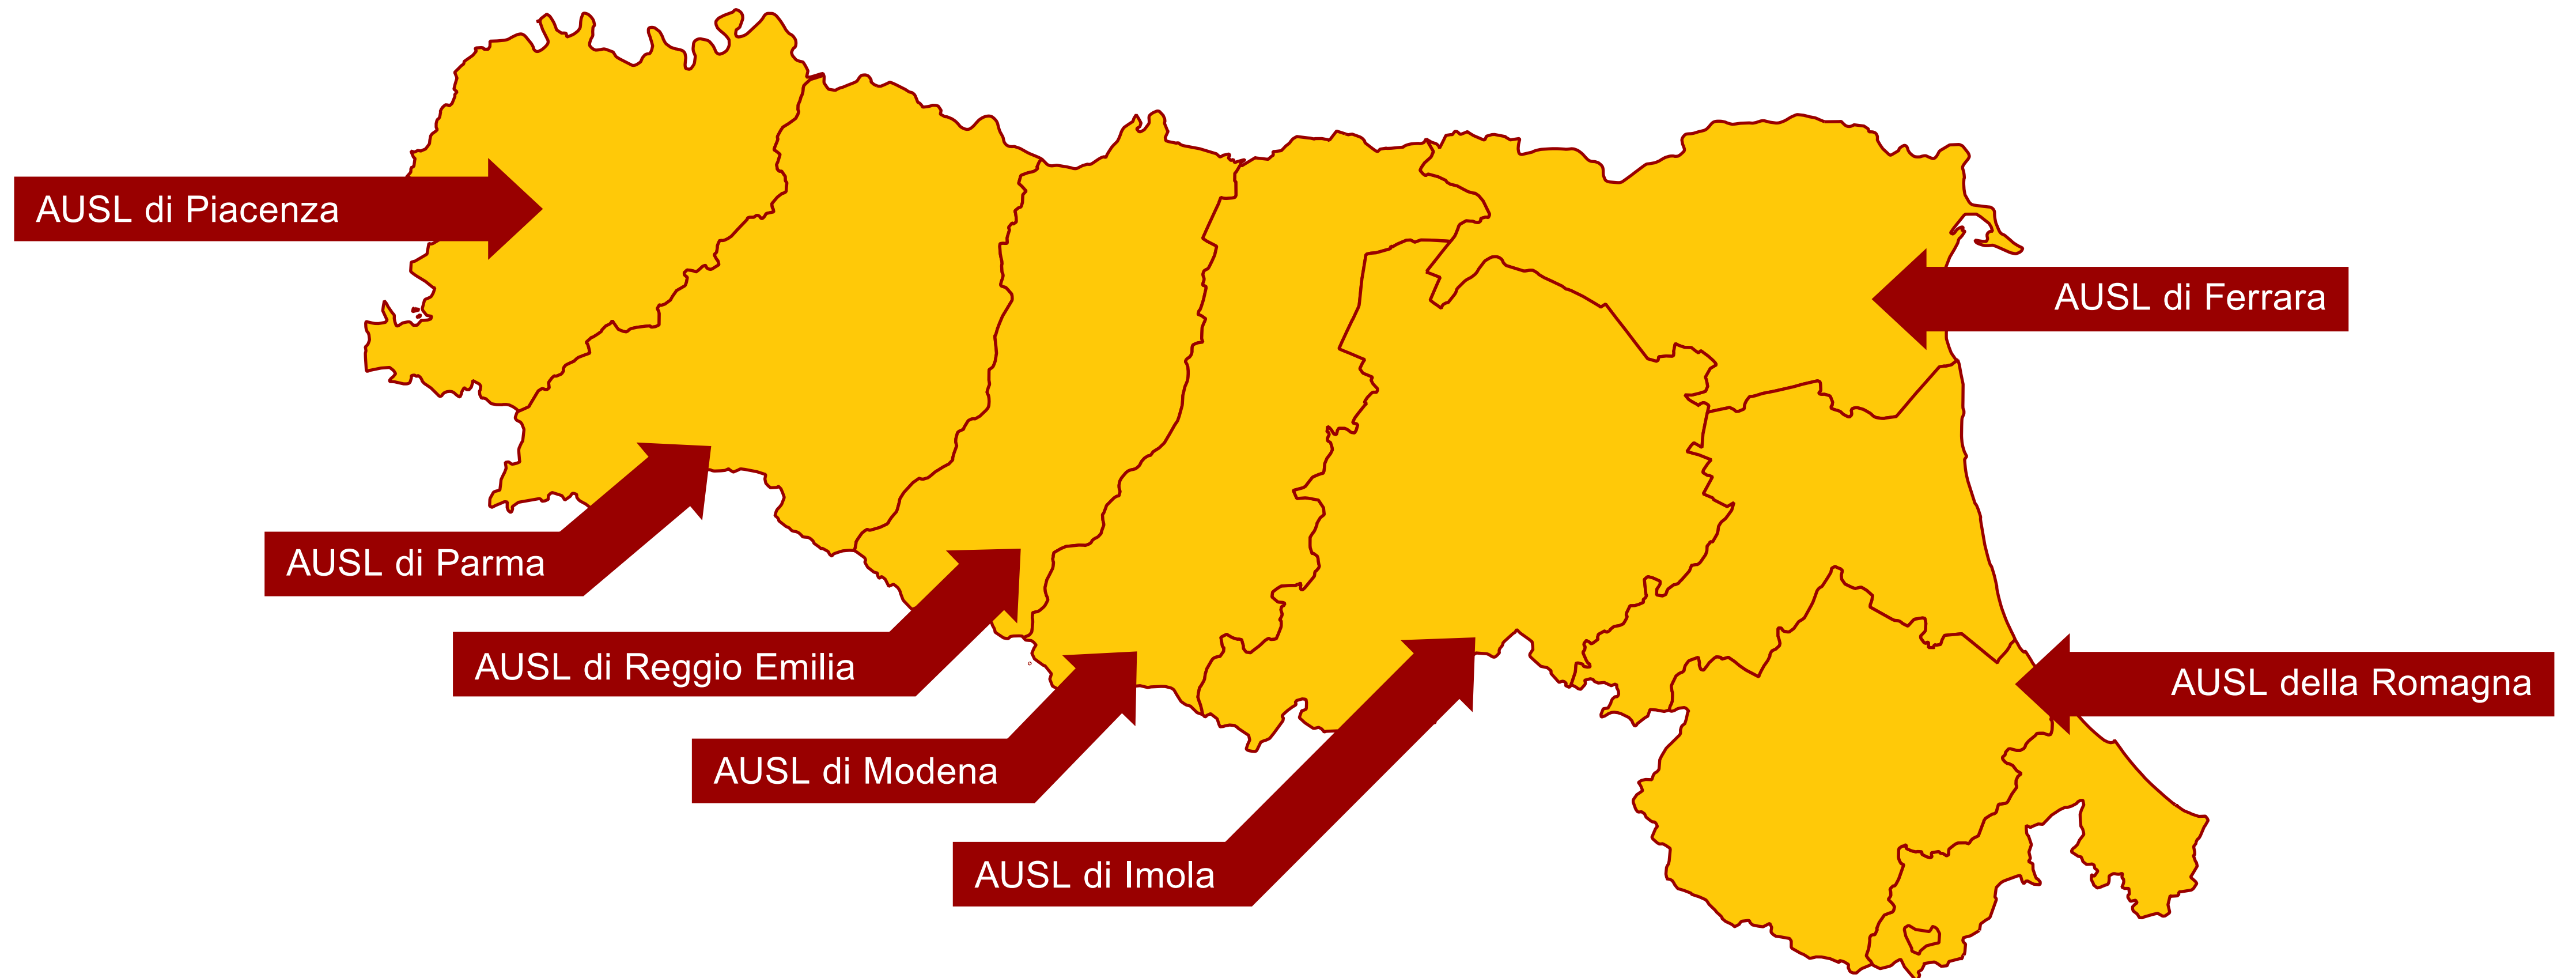 AUSL di Piacenza
AUSL di Ferrara
AUSL di Parma
AUSL di Reggio Emilia
AUSL della Romagna
AUSL di Modena
AUSL di Imola